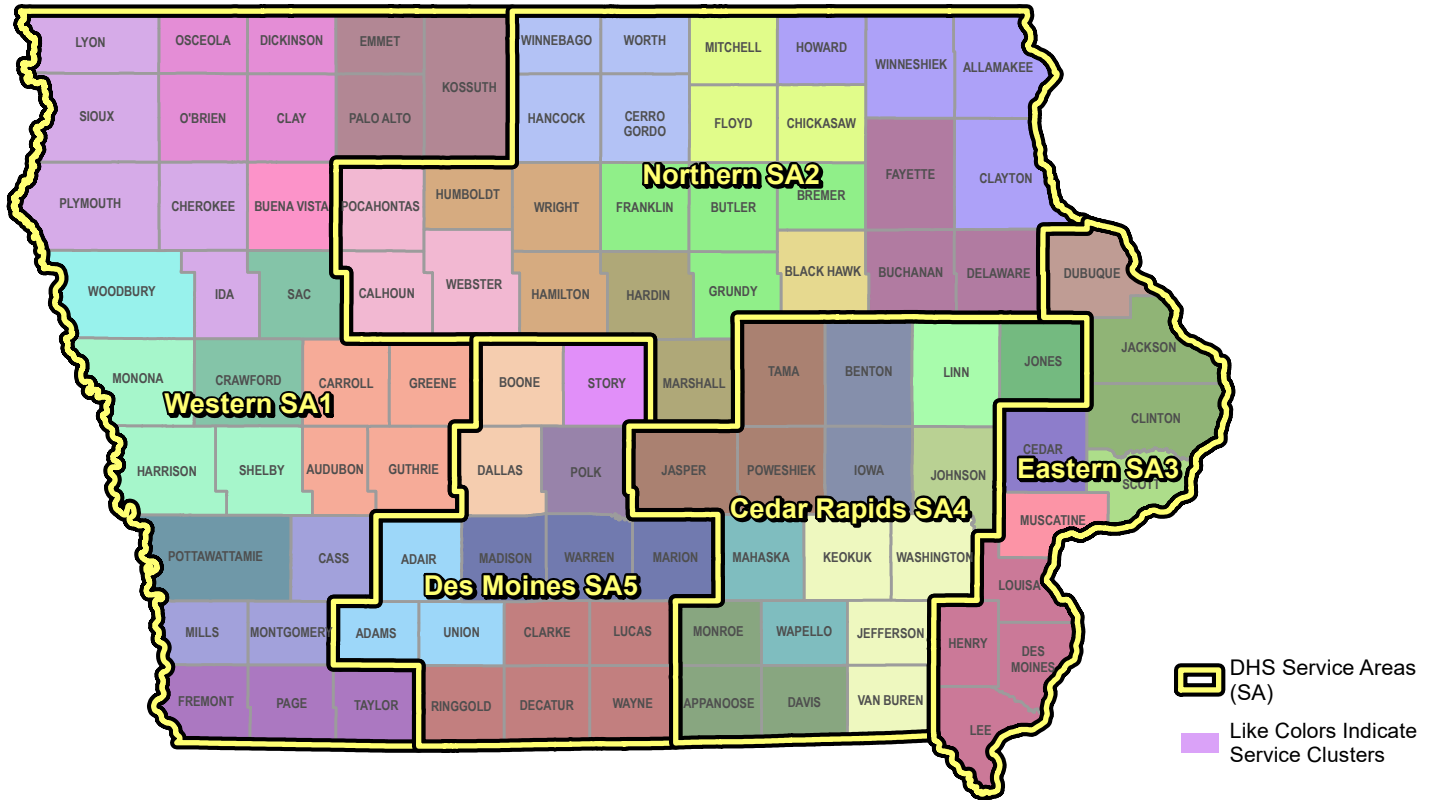 LYON
OSCEOLA
DICKINSON
EMMET
KOSSUTH
WINNEBAGO
WORTH
MITCHELL
HOWARD
WINNESHIEK
ALLAMAKEE
SIOUX
O'BRIEN
CLAY
PALO ALTO
HANCOCK
CERRO
GORDO
FLOYD
CHICKASAW
Northern SA2
FAYETTE
CLAYTON
PLYMOUTH
CHEROKEE
BUENA VISTA
POCAHONTAS
HUMBOLDT
WRIGHT
FRANKLIN
BUTLER
BREMER
WOODBURY
IDA
SAC
CALHOUN
WEBSTER
HAMILTON
HARDIN
GRUNDY
BLACK HAWK
BUCHANAN
DELAWARE
DUBUQUE
MONONA
CRAWFORD
CARROLL
GREENE
BOONE
STORY
MARSHALL
TAMA
BENTON
LINN
JONES
JACKSON
Western SA1
CLINTON
HARRISON
SHELBY
AUDUBON
GUTHRIE
DALLAS
POLK
JASPER
POWESHIEK
IOWA
JOHNSON
CEDAR
Eastern SA3
SCOTT
Cedar Rapids SA4
MUSCATINE
POTTAWATTAMIE
CASS
ADAIR
MADISON
WARREN
MARION
MAHASKA
KEOKUK
WASHINGTON
Des Moines SA5
LOUISA
MILLS
MONTGOMERY
ADAMS
UNION
CLARKE
LUCAS
MONROE
WAPELLO
JEFFERSON
HENRY
DES
MOINES
FREMONT
PAGE
TAYLOR
RINGGOLD
DECATUR
WAYNE
APPANOOSE
DAVIS
VAN BUREN
LEE
DHS Service Areas
(SA)
Like Colors Indicate
Service Clusters